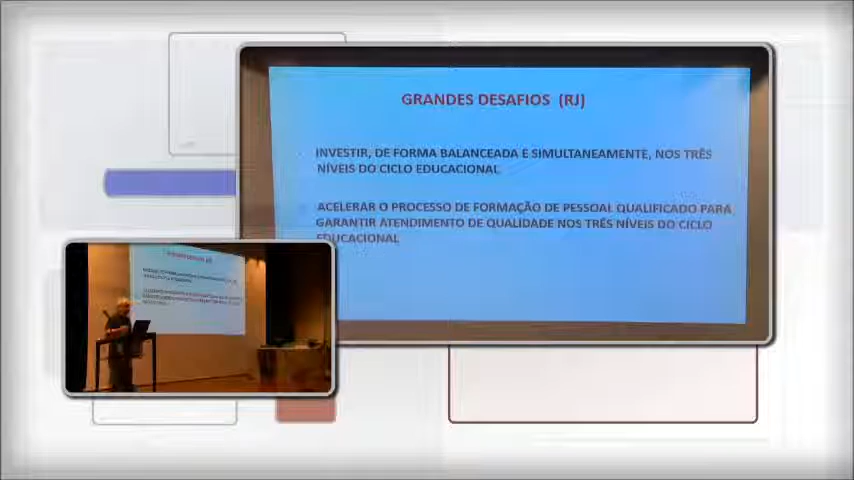 GRANDES DESAFIOS (RJ)
INVESTIR, DE FORMA BALANCEADA E SIMULTANEAMENTE, NOS TRÊS
NÍVEIS DO CICLO EDUCACIONAL
ACELERAR O PROCESSO DE FORMAÇÃO DE PESSOAL QUALIFICADO PARA
GARANTIR ATENDIMENTO DE QUALIDADE NOS TRÊS NÍVEIS DO CICLO
EDUCACIONAL